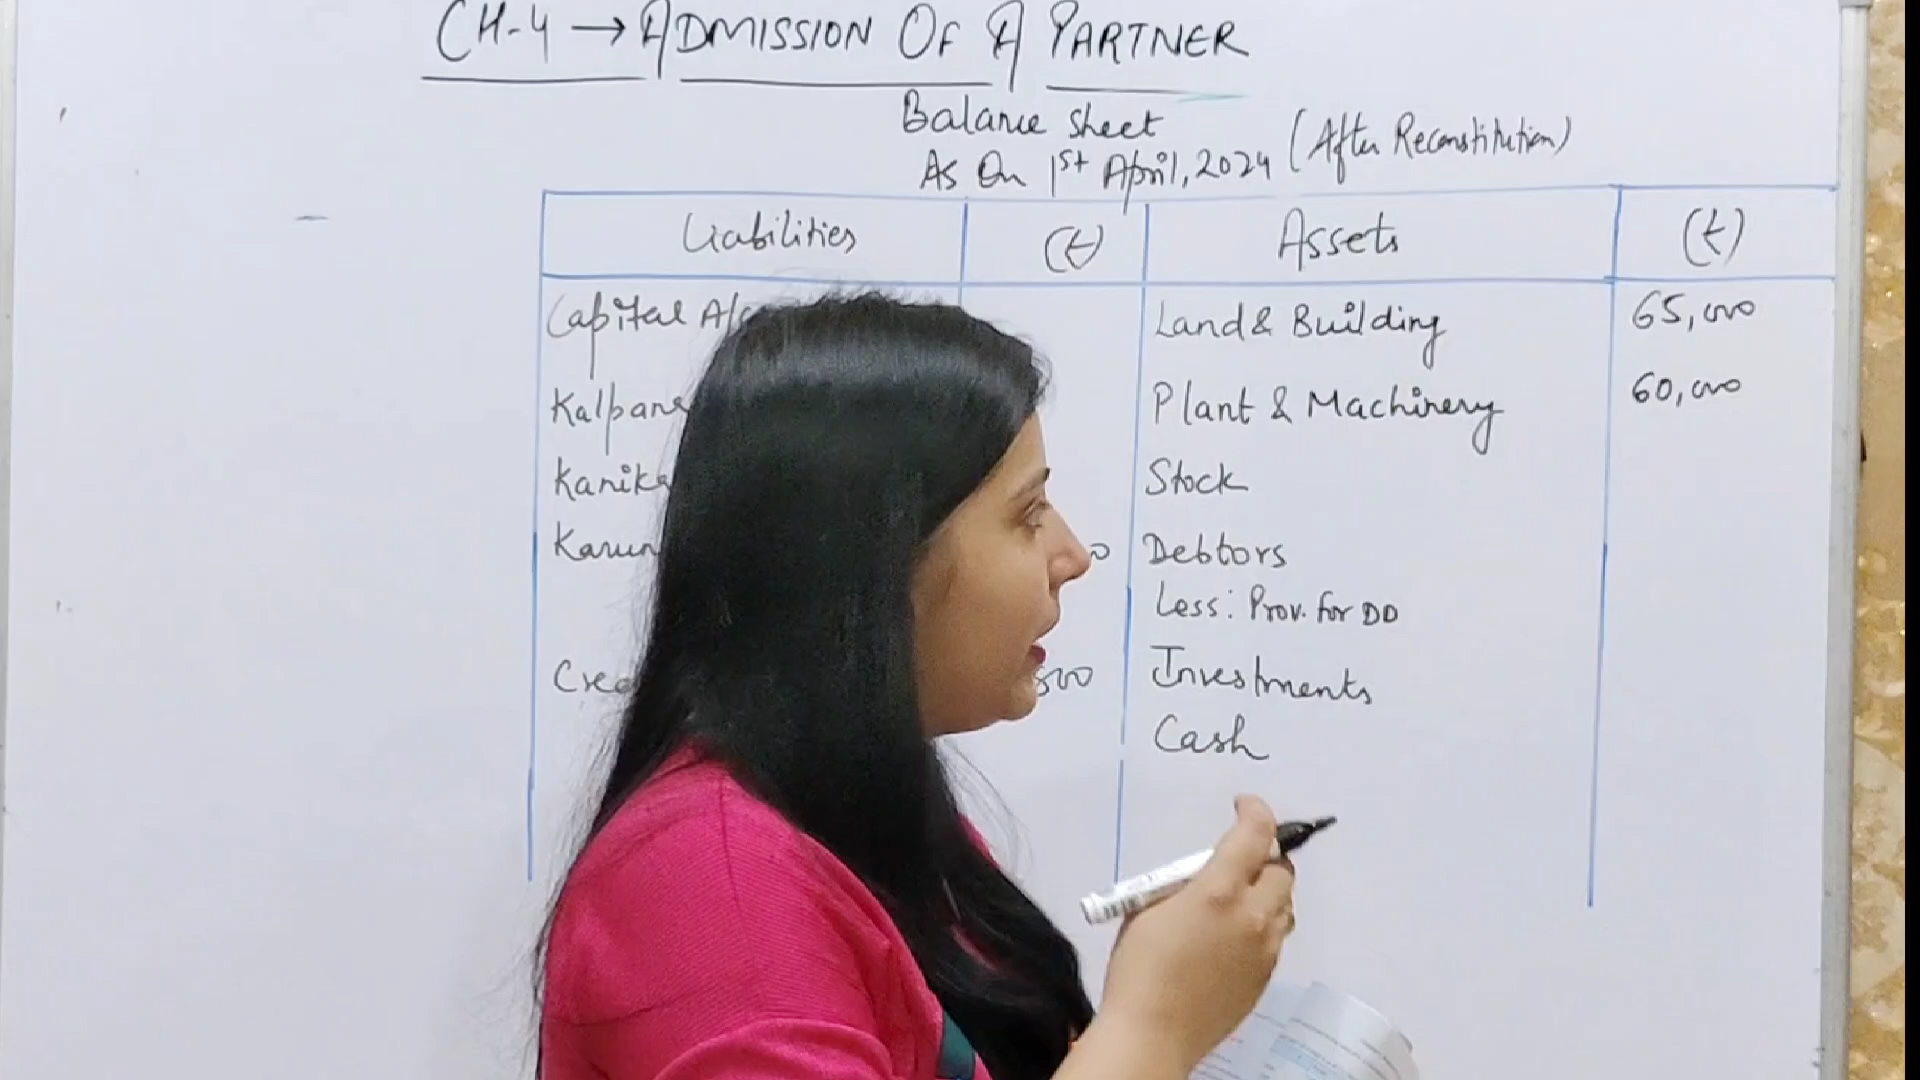 CH-4 → ADMISSION OF A PARTNER
Balance Sheet
As On 1st April, 2024 (After Reconstitution)
Liabilities (₹) Assets (₹)
Capital A/c Land & Building 65,000
Plant & Machinery 60,000
Stock
Debtors
Less: Prov. for DD
Investments
Cash